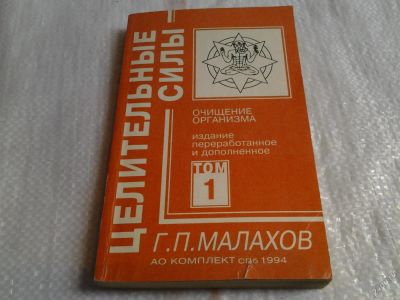 ЦЕЛИТЕЛЬНЫЕ
СИЛЫ
ОЧИЩЕНИЕ
ОРГАНИЗМА
издание
переработанное
и дополненное
ТОМ
1
Г.П.МАЛАХОВ
АО КОМПЛЕКТ СПб 1994